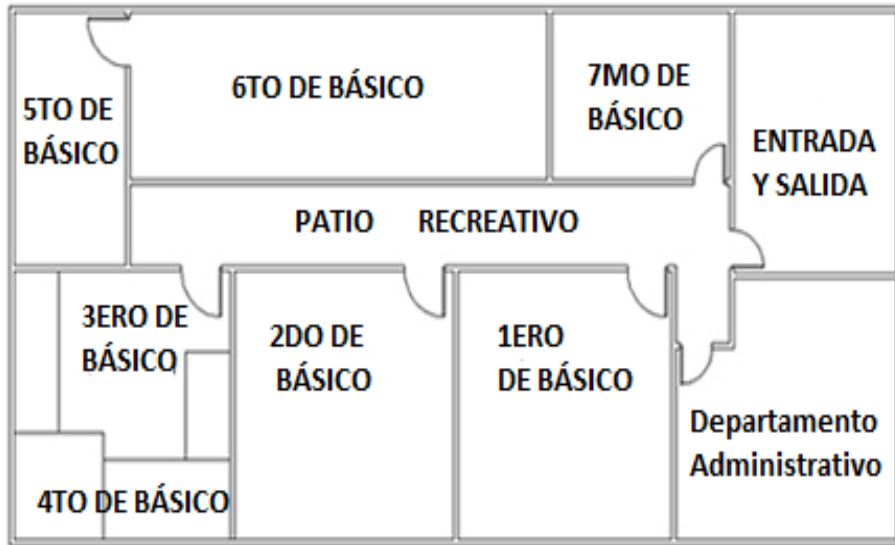 5TO DE
BÁSICO
6TO DE BÁSICO
7MO DE
BÁSICO
ENTRADA
Y SALIDA
PATIO RECREATIVO
3ERO DE
BÁSICO
2DO DE
BÁSICO
1ERO
DE BÁSICO
Departamento
Administrativo
4TO DE BÁSICO